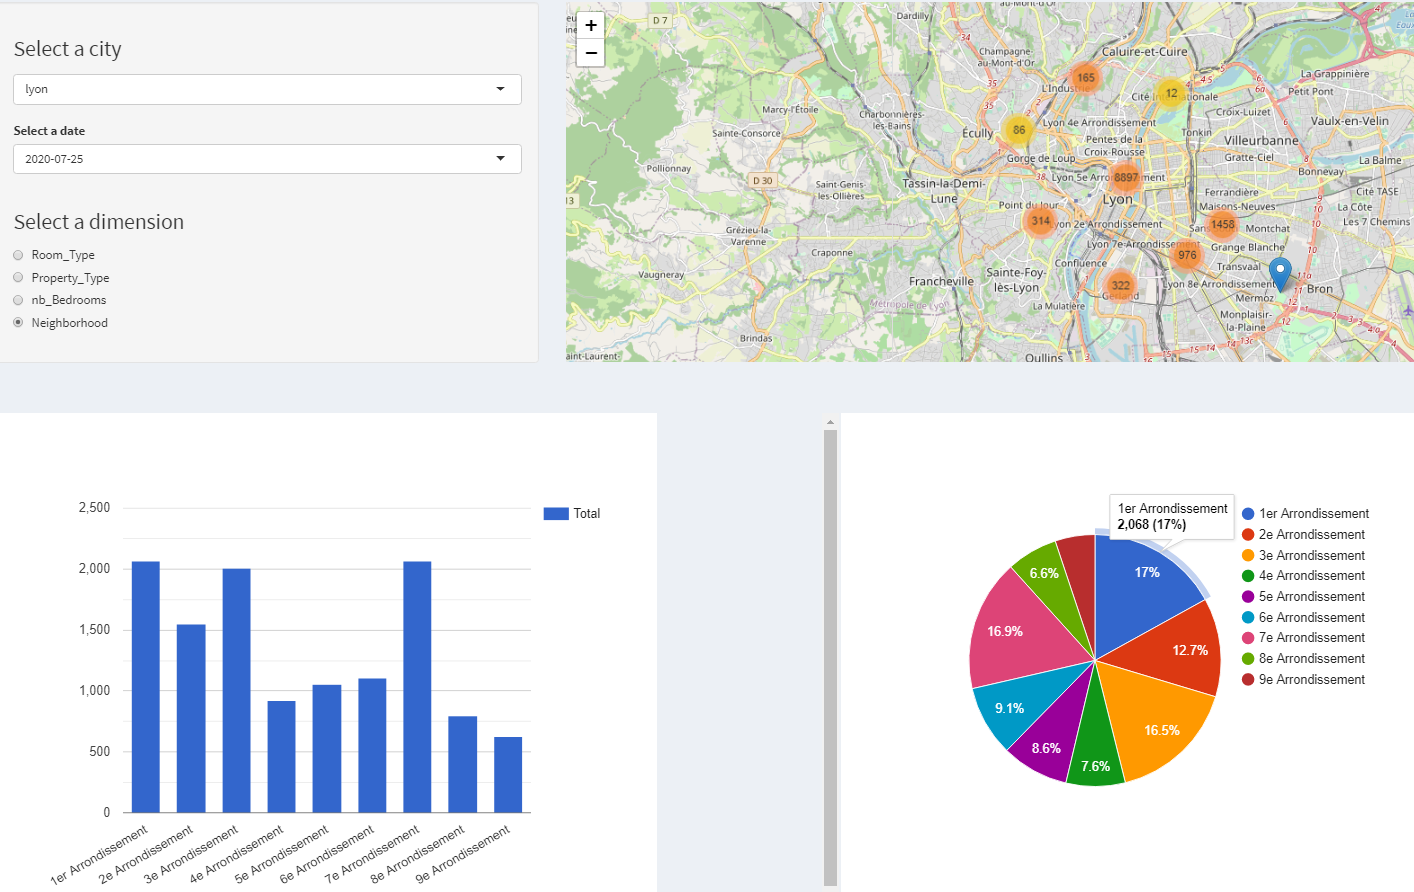 Select a city
lyon
Select a date
2020-07-25
Select a dimension
Room_Type
Property_Type
nb_Bedrooms
Neighborhood
+
−
D 7
Dardilly
Champagne-
au-Mont-d'Or
Caluire-et-Cuire
165
L'Industrie
12
La Grappinière
Petit Pont
Marcy-l'Étoile
Charbonnières-
les-Bains
Sainte-Consorce
Écully
86
Lyon 4e Arrondissement
Croix-Luizet
Vaulx-en-Velin
Pentes de la
Croix-Rousse
Tonkin
Villeurbanne
Gratte-Ciel
La Balme
Gorge de Loup
Pollionnay
D 30
Saint-Genis-
les-Ollières
Tassin-la-Demi-
Lune
8897
Lyon
Bonnevay
Cité TASE
Ferrandière
Maisons-Neuves
Les 7 Chemins
13
Point du Jour
314
yon 2e Arrondissement
1458
Montchat
Grézieu-la-
Varenne
Craponne
Lyon 7e Arrondissement
Grange Blanche
976
Confluence
Transvaal
Vaugneray
Francheville
Sainte-Foy-
lès-Lyon
322
Gerland
Lyon 8e Arrondissement
Mermoz
Bron
Métropole de Lyon
La Mulatière
Monplaisir-
la-Plaine
Brindas
aint-Laurent
Oullins
2,500
2,000
1,500
1,000
500
0
Total
1er Arrondissement
2e Arrondissement
3e Arrondissement
4e Arrondissement
5e Arrondissement
6e Arrondissement
7e Arrondissement
8e Arrondissement
9e Arrondissement
1er Arrondissement
2,068 (17%)
17%
12.7%
16.5%
7.6%
8.6%
9.1%
16.9%
6.6%
1er Arrondissement
2e Arrondissement
3e Arrondissement
4e Arrondissement
5e Arrondissement
6e Arrondissement
7e Arrondissement
8e Arrondissement
9e Arrondissement